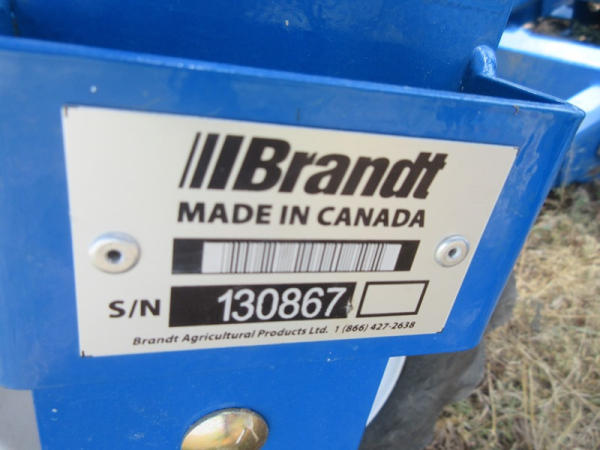 Brandt
MADE IN CANADA
S/N 130867
Brandt Agricultural Products Ltd. 1 (866) 427-2638